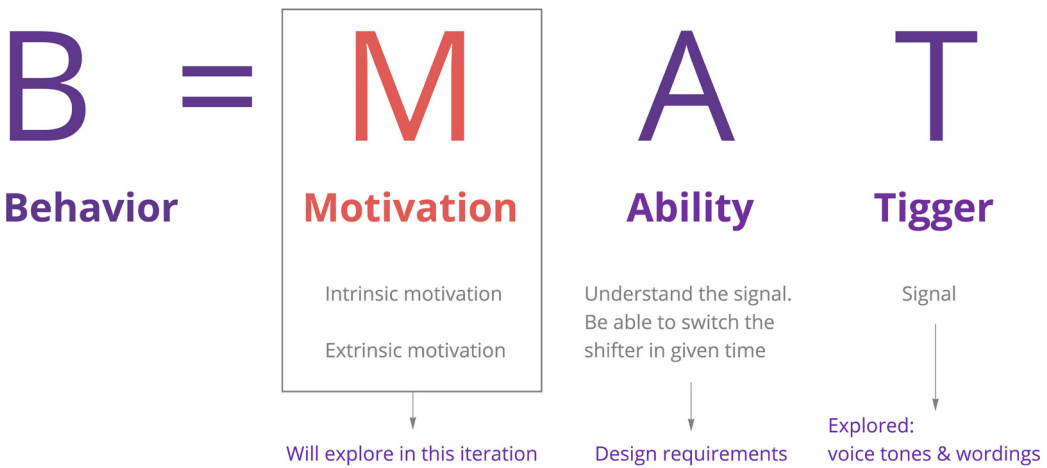 B = M A T
Behavior Motivation Ability Tigger
Intrinsic motivation
Extrinsic motivation
Understand the signal.
Be able to switch the
shifter in given time
Signal
Will explore in this iteration
Design requirements
Explored:
voice tones & wordings